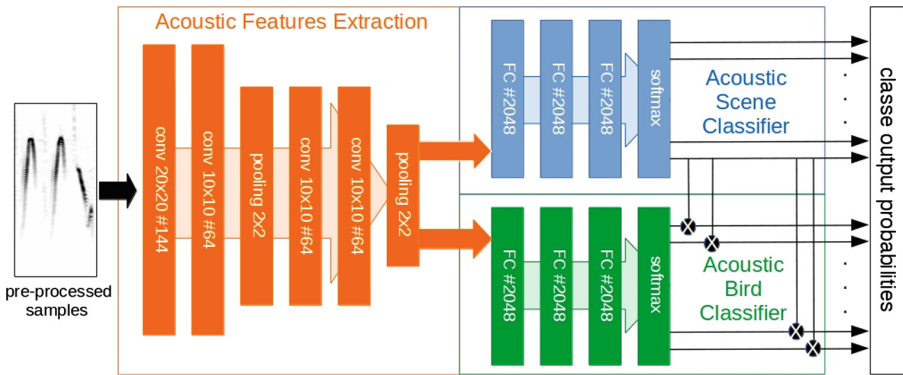 Acoustic Features Extraction
pre-processed
samples
conv 20x20 #144
conv 10x10 #64
pooling 2x2
conv 10x10 #64
conv 10x10 #64
pooling 2x2
FC #2048
FC #2048
FC #2048
softmax
Acoustic
Scene
Classifier
FC #2048
FC #2048
FC #2048
softmax
Acoustic
Bird
Classifier
classe output probabilities